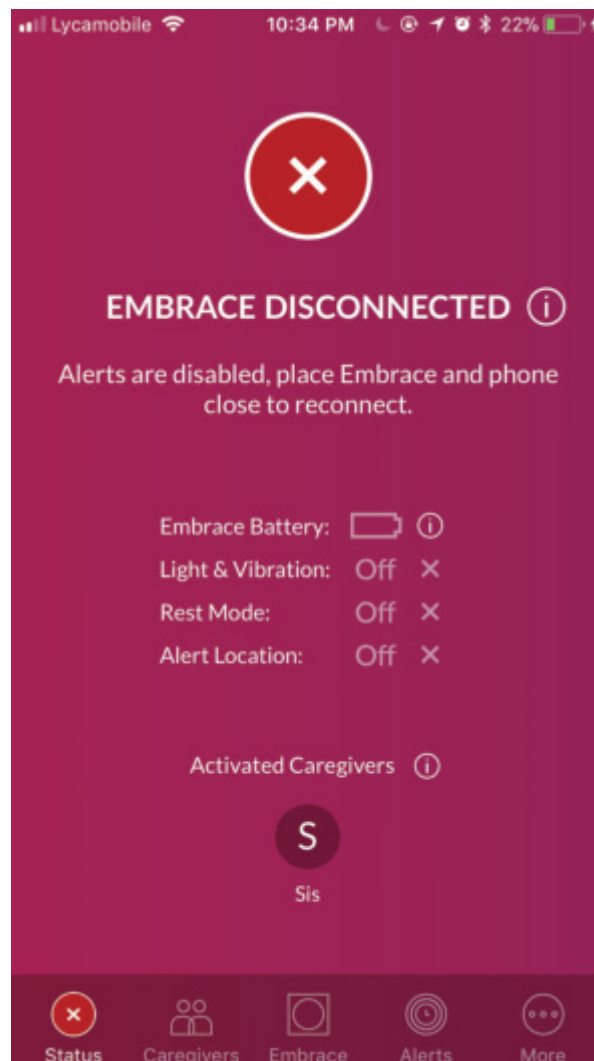 Lycamobile 10:34 PM 22%
EMBRACE DISCONNECTED
Alerts are disabled, place Embrace and phone
close to reconnect.
Embrace Battery:
Light & Vibration: Off
Rest Mode: Off
Alert Location: Off
Activated Caregivers
S
Sis
Status Caregivers Embrace Alerts More